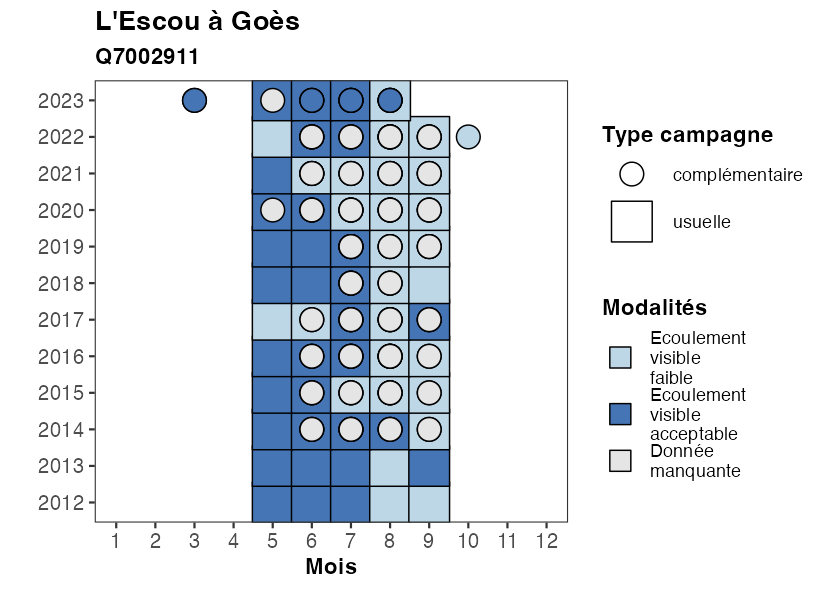 L'Escou à Goès
Q7002911
2023
2022
2021
2020
2019
2018
2017
2016
2015
2014
2013
2012
1 2 3 4 5 6 7 8 9 10 11 12
Mois
Type campagne
complémentaire
usuelle
Modalités
Ecoulement
visible
faible
Ecoulement
visible
acceptable
Donnée
manquante